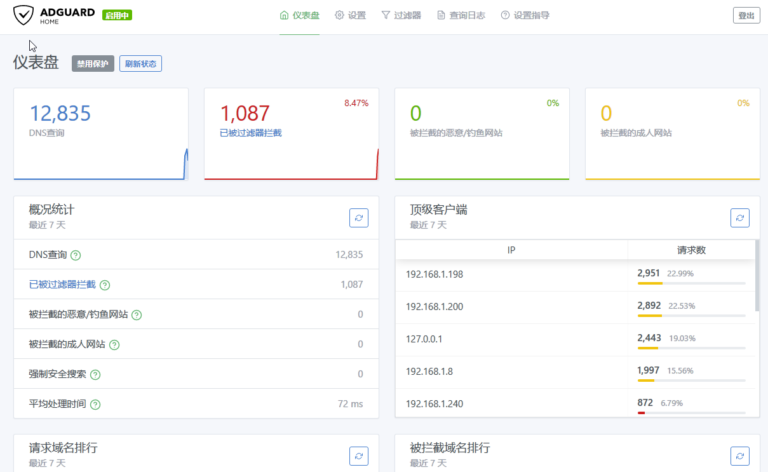 ADGUARD 启用中
HOME
仪表盘 设置 过滤器 查询日志 设置指导
登出
仪表盘 禁用保护 刷新状态
12,835
DNS查询
1,087 8.47%
已被过滤器拦截
0 0%
被拦截的恶意/钓鱼网站
0 0%
被拦截的成人网站
概况统计
最近 7 天
DNS查询 12,835
已被过滤器拦截 1,087
被拦截的恶意/钓鱼网站 0
被拦截的成人网站 0
强制安全搜索 0
平均处理时间 72 ms
顶级客户端
最近 7 天
IP 请求数
192.168.1.198 2,951 22.99%
192.168.1.200 2,892 22.53%
127.0.0.1 2,443 19.03%
192.168.1.8 1,997 15.56%
192.168.1.240 872 6.79%
请求域名排行
最近 7 天
被拦截域名排行
最近 7 天